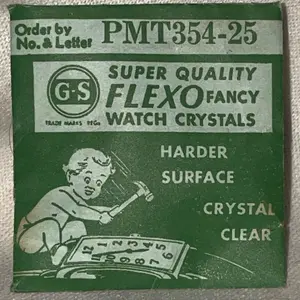 Order by
No. & Letter
PMT354-25
G-S
TRADE MARKS REG.
SUPER QUALITY
FLEXO FANCY
WATCH CRYSTALS
HARDER
SURFACE
CRYSTAL
CLEAR